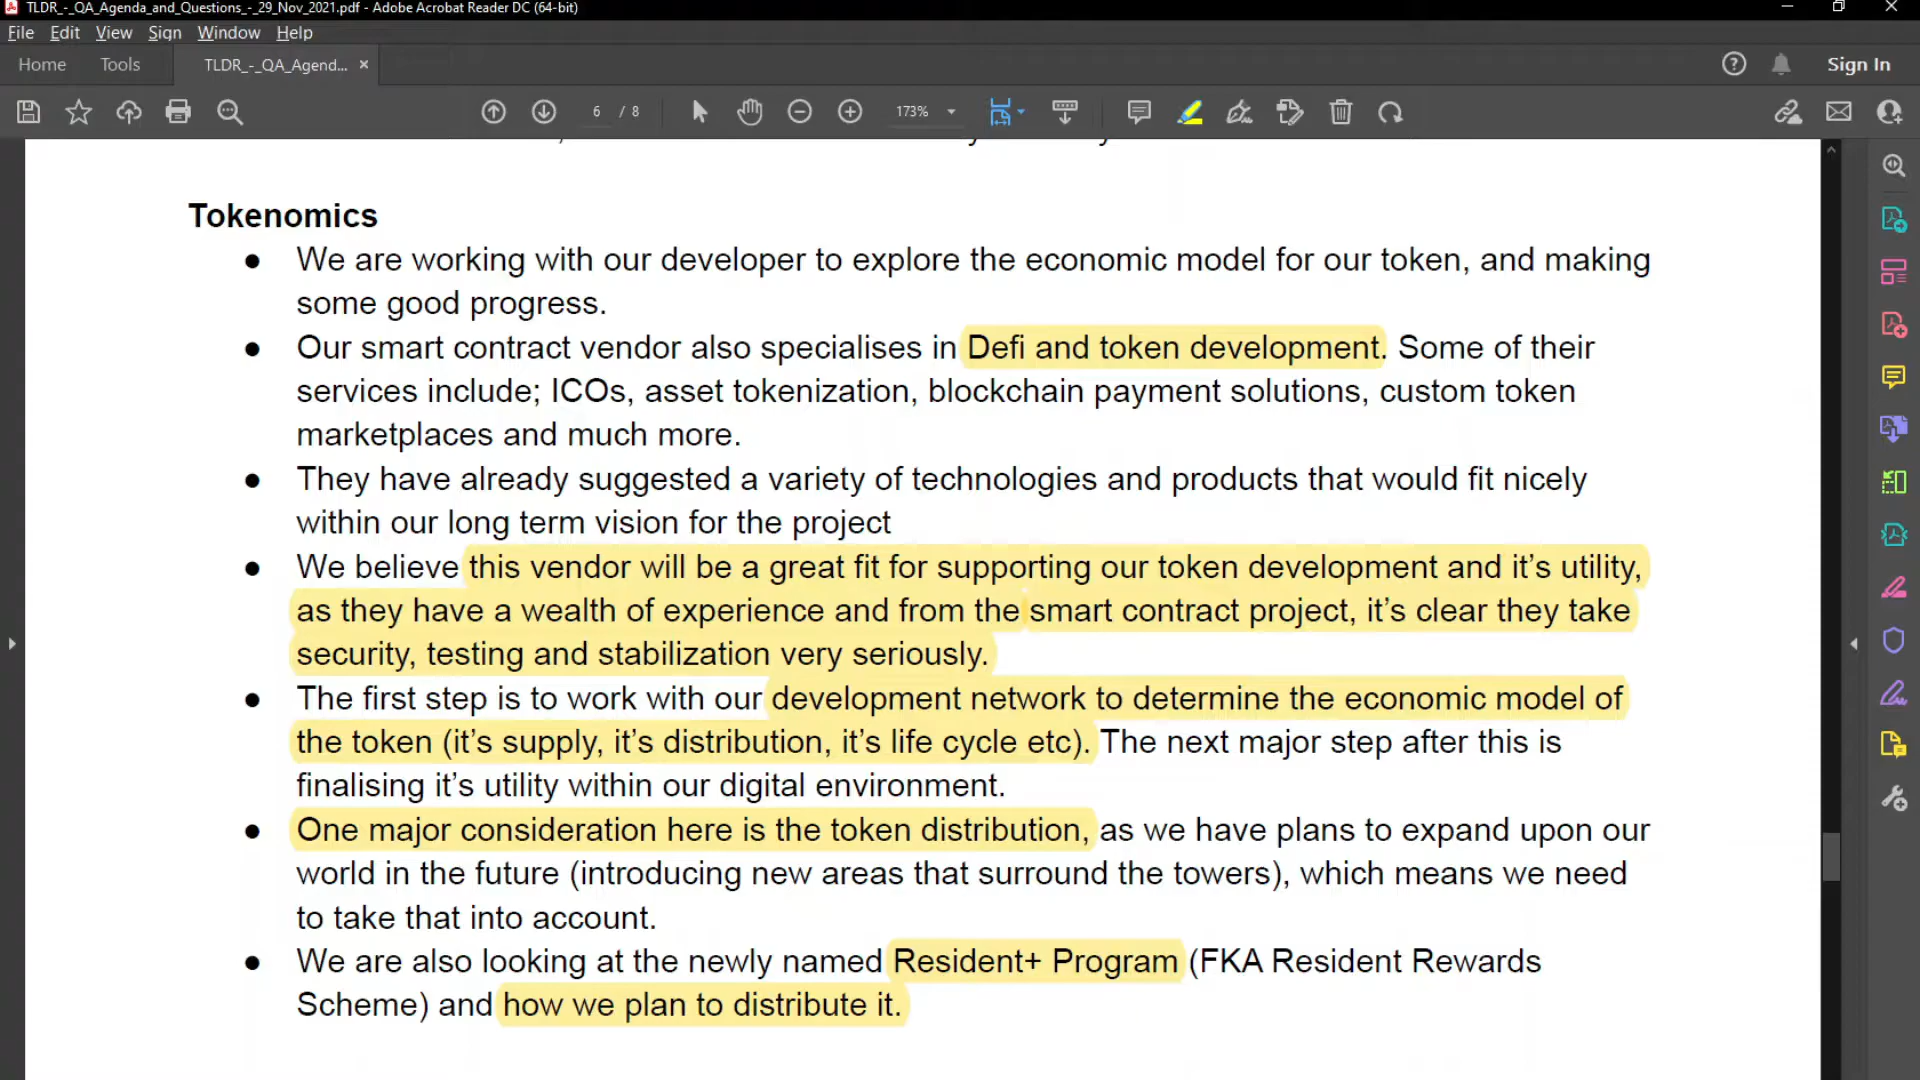 TLDR_-_QA_Agenda_and_Questions_-_29_Nov_2021.pdf - Adobe Acrobat Reader DC (64-bit)
File Edit View Sign Window Help
Home Tools TLDR_-_QA_Agend... × Sign In
6 / 8 173%
Tokenomics
● We are working with our developer to explore the economic model for our token, and making
some good progress.
● Our smart contract vendor also specialises in Defi and token development. Some of their
services include; ICOs, asset tokenization, blockchain payment solutions, custom token
marketplaces and much more.
● They have already suggested a variety of technologies and products that would fit nicely
within our long term vision for the project
● We believe this vendor will be a great fit for supporting our token development and it’s utility,
as they have a wealth of experience and from the smart contract project, it’s clear they take
security, testing and stabilization very seriously.
● The first step is to work with our development network to determine the economic model of
the token (it’s supply, it’s distribution, it’s life cycle etc). The next major step after this is
finalising it’s utility within our digital environment.
● One major consideration here is the token distribution, as we have plans to expand upon our
world in the future (introducing new areas that surround the towers), which means we need
to take that into account.
● We are also looking at the newly named Resident+ Program (FKA Resident Rewards
Scheme) and how we plan to distribute it.